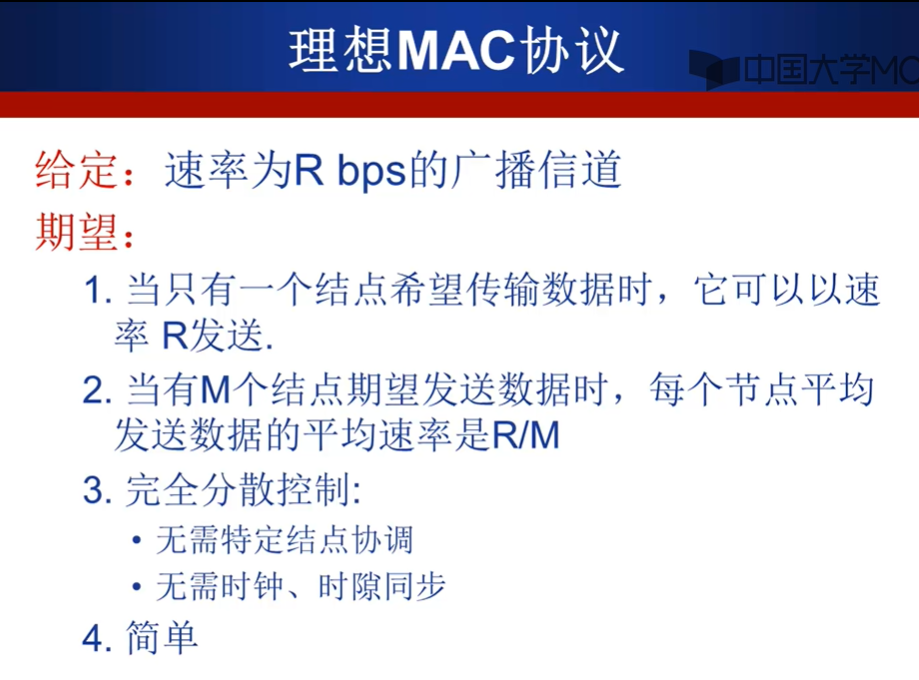 理想MAC协议
中国大学MO
给定：速率为R bps的广播信道
期望：
1. 当只有一个结点希望传输数据时，它可以以速
率 R发送.
2. 当有M个结点期望发送数据时，每个节点平均
发送数据的平均速率是R/M
3. 完全分散控制:
• 无需特定结点协调
• 无需时钟、时隙同步
4. 简单